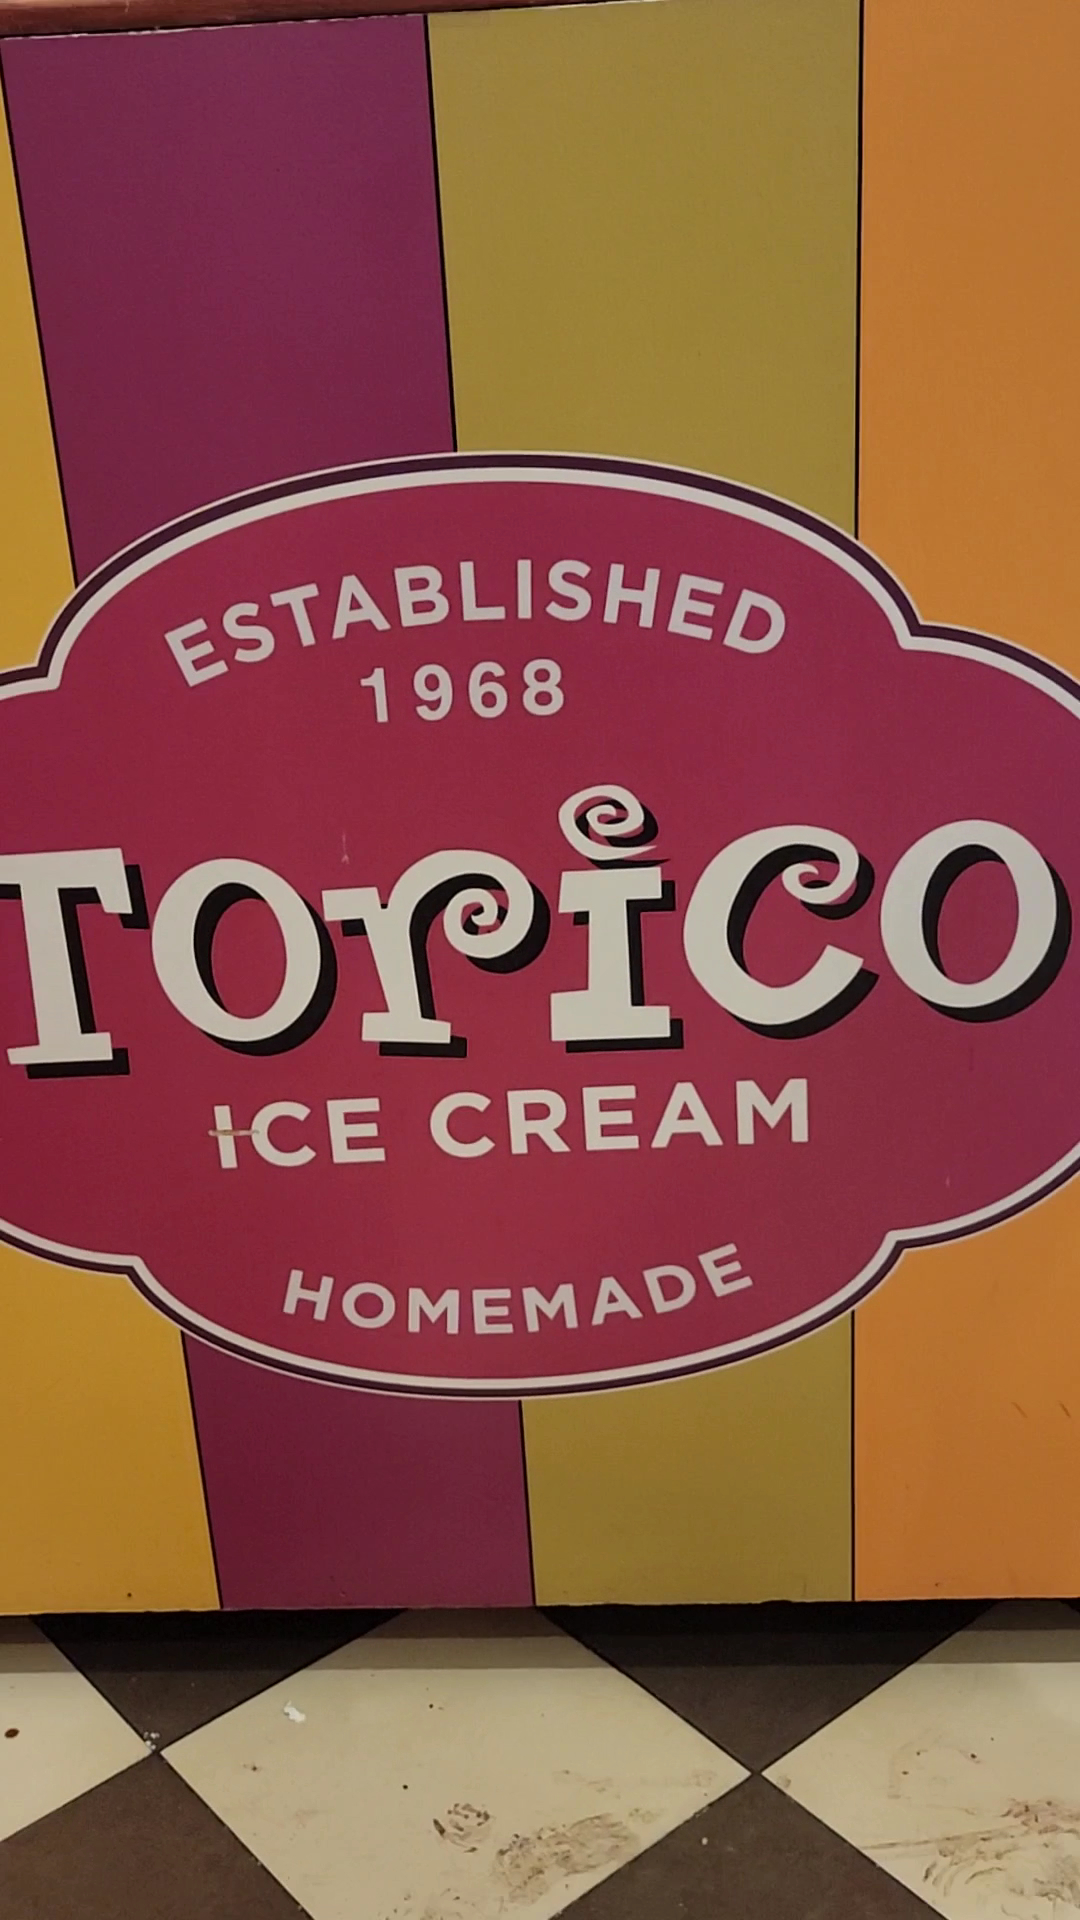 ESTABLISHED
1968
Torico
ICE CREAM
HOMEMADE